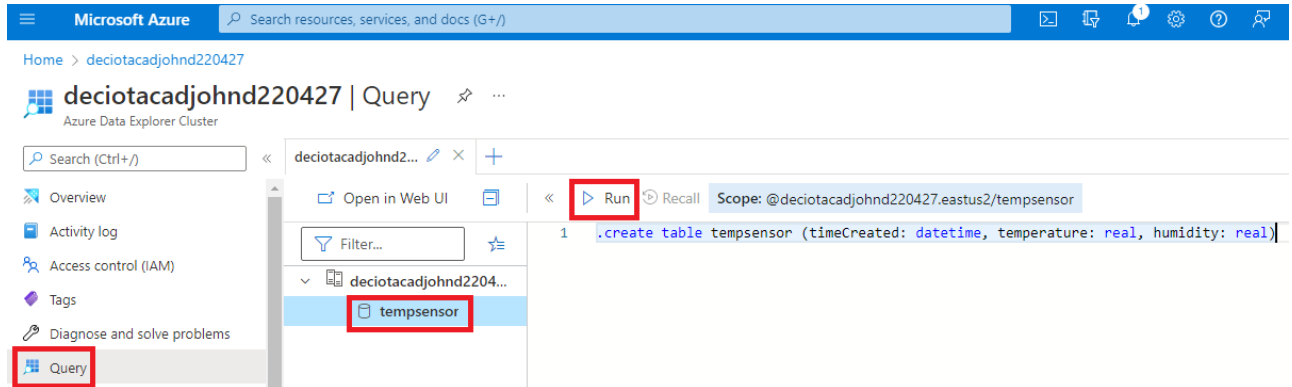 Microsoft Azure
Search resources, services, and docs (G+/)
1
Home > deciotacadjohnd220427
deciotacadjohnd220427 | Query
...
Azure Data Explorer Cluster
Search (Ctrl+/)
«
deciotacadjohnd2...
Overview
Open in Web UI
«
Run
Recall
Scope: @deciotacadjohnd220427.eastus2/tempsensor
Activity log
Filter...
1 .create table tempsensor (timeCreated: datetime, temperature: real, humidity: real)
Access control (IAM)
deciotacadjohnd2204...
Tags
tempsensor
Diagnose and solve problems
Query